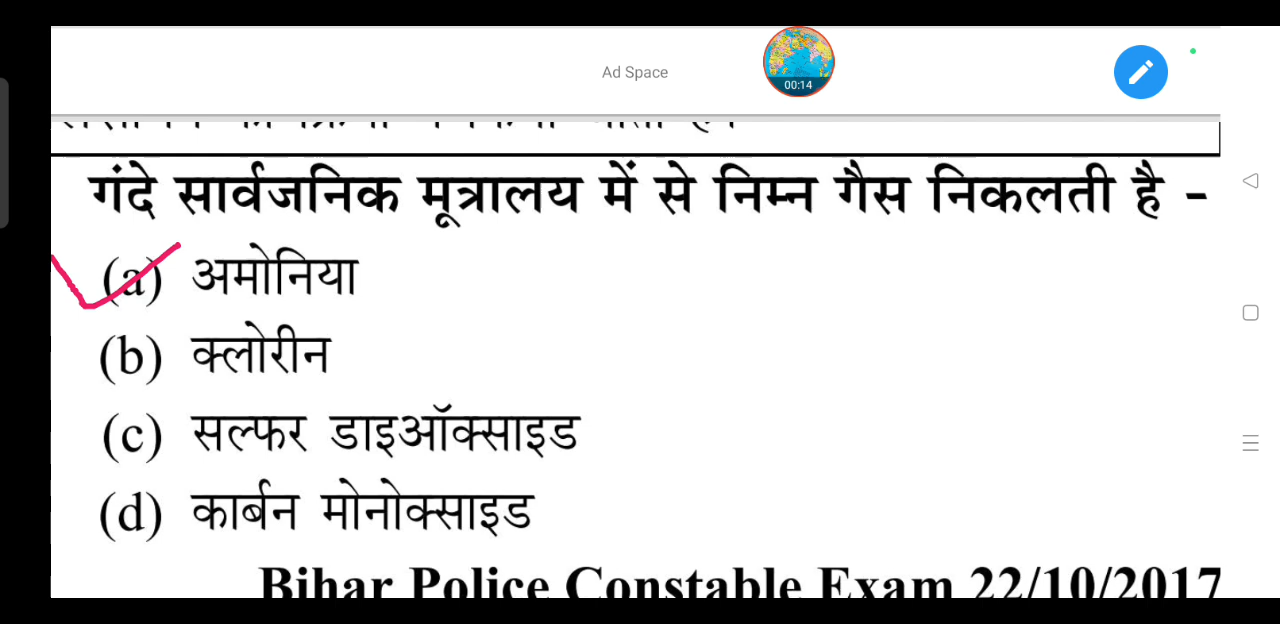 Ad Space
00:14
गंदे सार्वजनिक मूत्रालय में से निम्न गैस निकलती है -
(a) अमोनिया
(b) क्लोरीन
(c) सल्फर डाइऑक्साइड
(d) कार्बन मोनोक्साइड
Bihar Police Constable Exam 22/10/2017